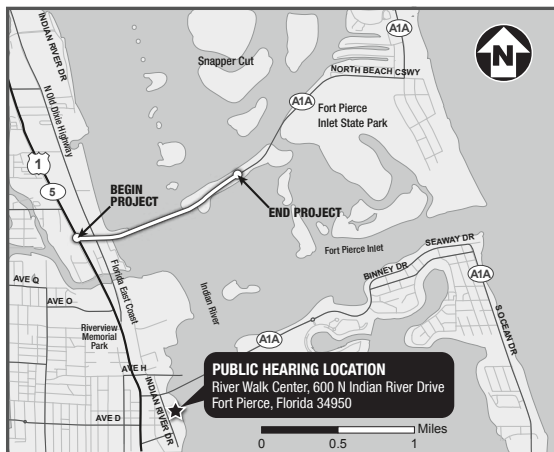 INDIAN RIVER DR
N Old Dixie Highway
1
5
BEGIN
PROJECT
Snapper Cut
A1A
NORTH BEACH CSWY
A1A
Fort Pierce
Inlet State Park
N
END PROJECT
Fort Pierce Inlet
SEAWAY DR
BINNEY DR
A1A
S OCEAN DR
AVE Q
AVE O
Florida East Coast
Indian River
Riverview
Memorial
Park
A1A
AVE H
AVE D
INDIAN RIVER DR
PUBLIC HEARING LOCATION
River Walk Center, 600 N Indian River Drive
Fort Pierce, Florida 34950
Miles
0 0.5 1